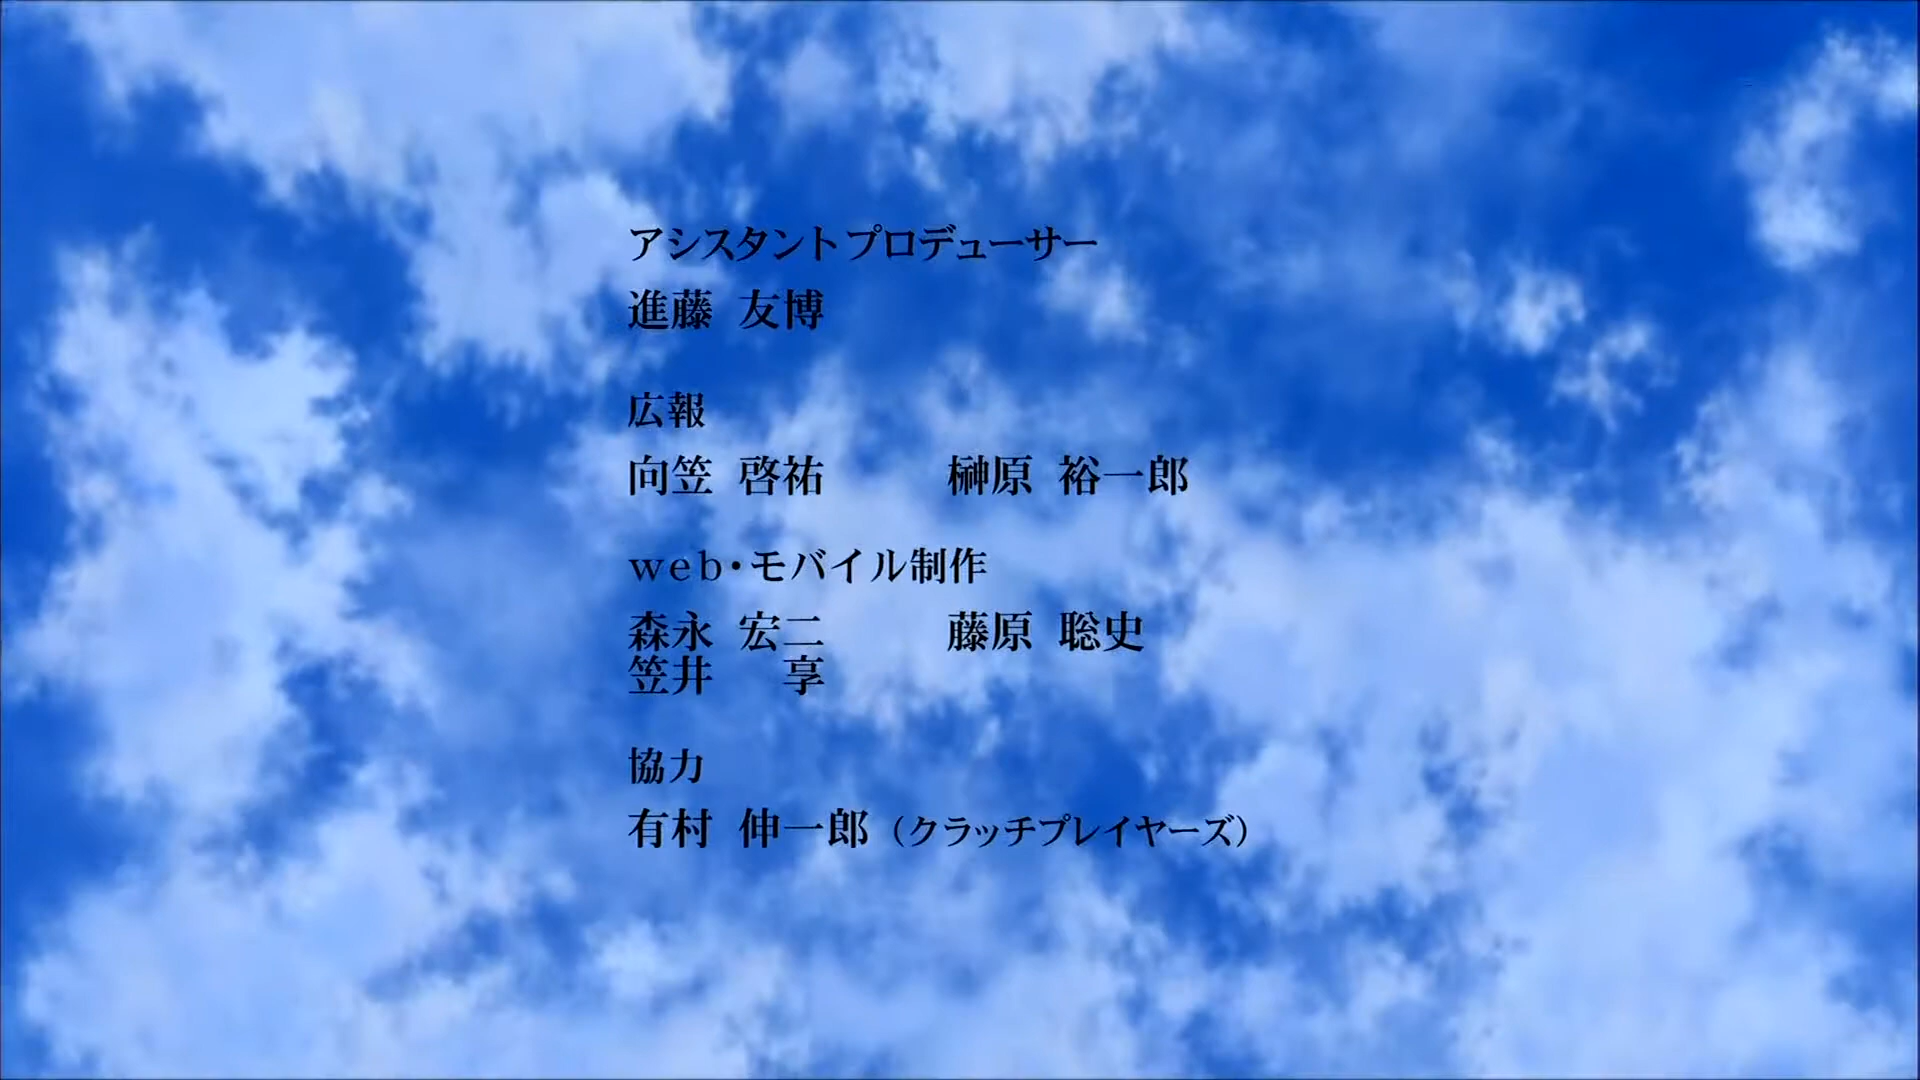 アシスタントプロデューサー
進藤 友博
広報
向笠 啓祐 榊原 裕一郎
web・モバイル制作
森永 宏二 藤原 聡史
笠井 享
協力
有村 伸一郎（クラッチプレイヤーズ）